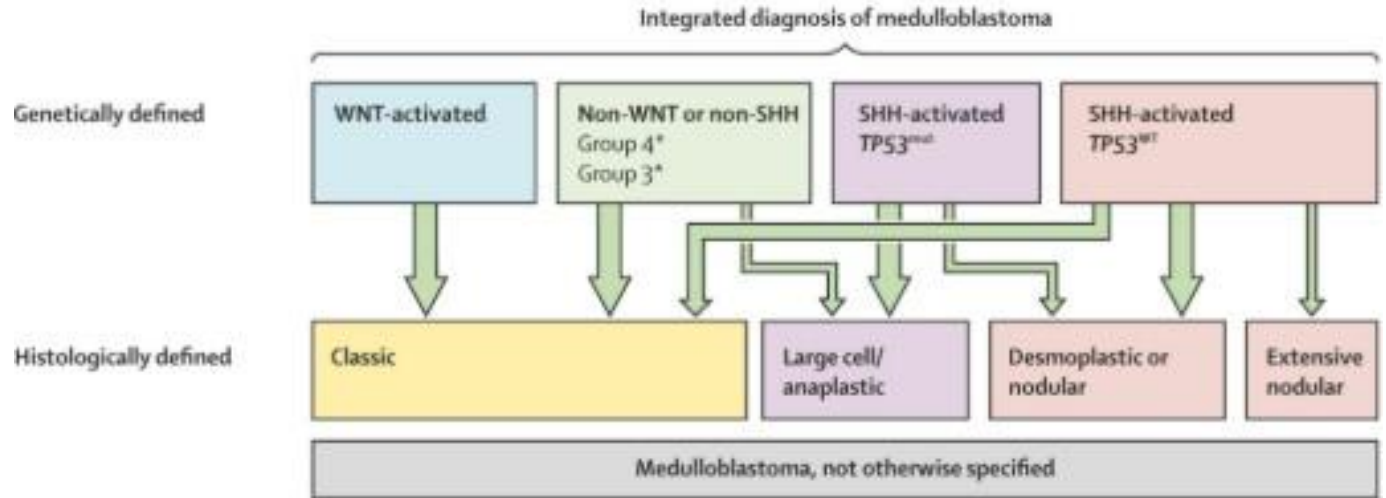 Integrated diagnosis of medulloblastoma
Genetically defined
WNT-activated
Non-WNT or non-SHH
Group 4*
Group 3*
SHH-activated
TP53ᵐᵘᵗ
SHH-activated
TP53ᵂᵀ
Histologically defined
Classic
Large cell/
anaplastic
Desmoplastic or
nodular
Extensive
nodular
Medulloblastoma, not otherwise specified